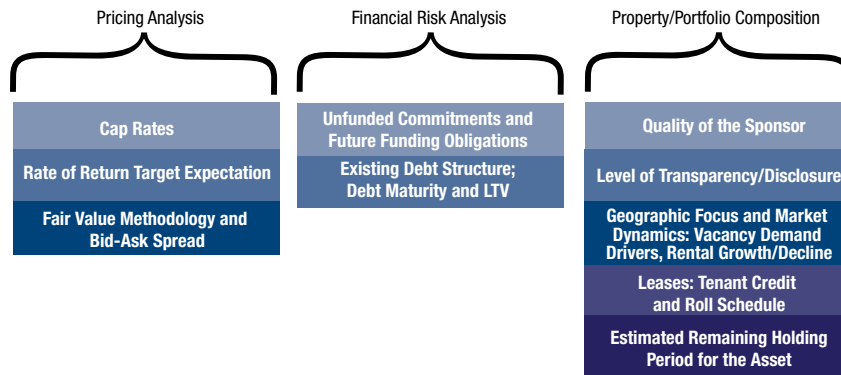 Pricing Analysis
Cap Rates
Rate of Return Target Expectation
Fair Value Methodology and
Bid-Ask Spread
Financial Risk Analysis
Unfunded Commitments and
Future Funding Obligations
Existing Debt Structure;
Debt Maturity and LTV
Property/Portfolio Composition
Quality of the Sponsor
Level of Transparency/Disclosure
Geographic Focus and Market
Dynamics: Vacancy Demand
Drivers, Rental Growth/Decline
Leases: Tenant Credit
and Roll Schedule
Estimated Remaining Holding
Period for the Asset